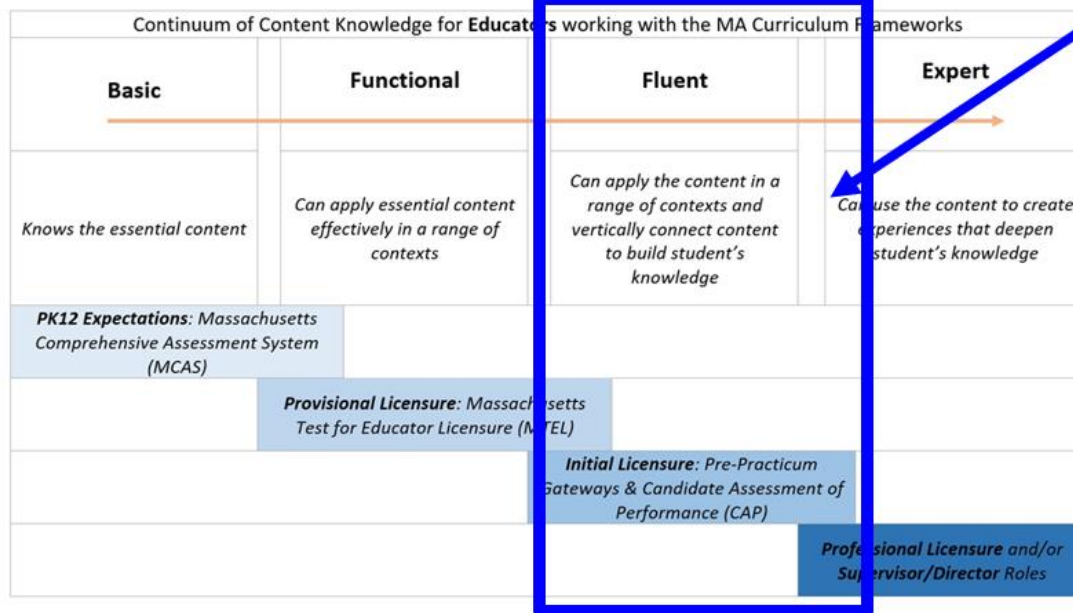 Continuum of Content Knowledge for Educators working with the MA Curriculum Frameworks
Basic
Functional
Fluent
Expert
Knows the essential content
Can apply essential content
effectively in a range of
contexts
Can apply the content in a
range of contexts and
vertically connect content
to build student's
knowledge
Can use the content to create
experiences that deepen
student's knowledge
PK12 Expectations: Massachusetts
Comprehensive Assessment System
(MCAS)
Provisional Licensure: Massachusetts
Test for Educator Licensure (MTEL)
Initial Licensure: Pre-Practicum
Gateways & Candidate Assessment of
Performance (CAP)
Professional Licensure and/or
Supervisor/Director Roles